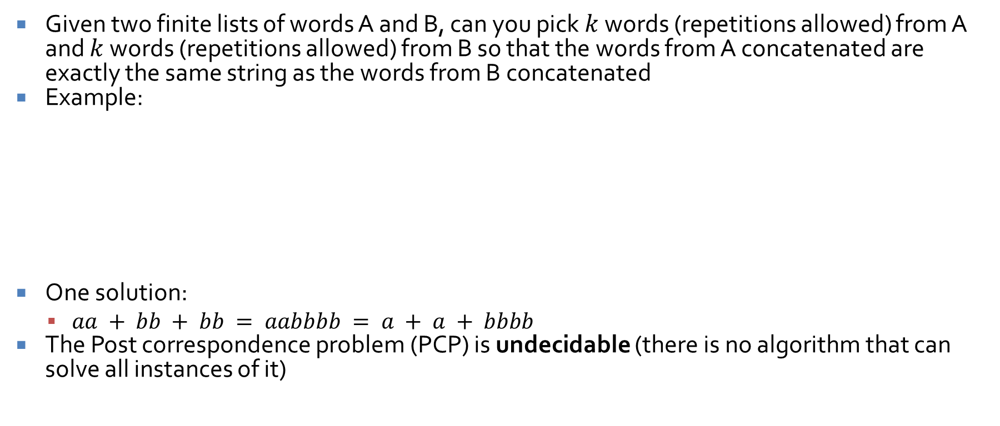 Given two finite lists of words A and B, can you pick k words (repetitions allowed) from A
and k words (repetitions allowed) from B so that the words from A concatenated are
exactly the same string as the words from B concatenated
Example:
One solution:
aa + bb + bb = aabbbb = a + a + bbbb
The Post correspondence problem (PCP) is undecidable (there is no algorithm that can
solve all instances of it)